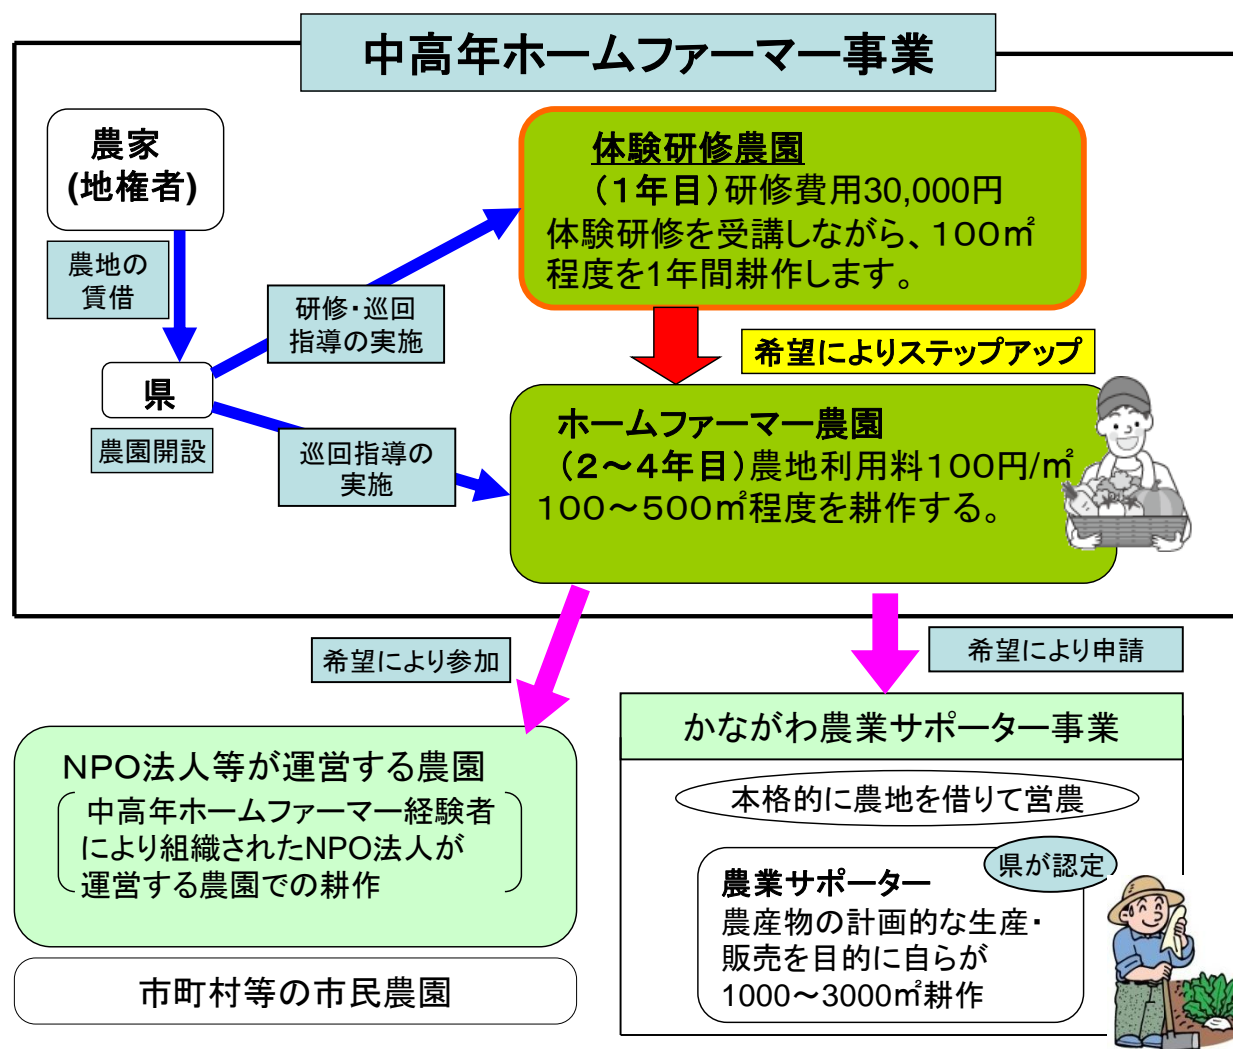 中高年ホームファーマー事業
農家
(地権者)
農地の
賃借
県
農園開設
研修・巡回
指導の実施
巡回指導の
実施
体験研修農園
（１年目）研修費用30,000円
体験研修を受講しながら、１００㎡
程度を1年間耕作します。
希望によりステップアップ
ホームファーマー農園
（２～４年目）農地利用料１００円/㎡
１００～５００㎡程度を耕作する。
希望により参加
希望により申請
ＮＰＯ法人等が運営する農園
中高年ホームファーマー経験者
により組織されたNPO法人が
運営する農園での耕作
市町村等の市民農園
かながわ農業サポーター事業
本格的に農地を借りて営農
県が認定
農業サポーター
農産物の計画的な生産・
販売を目的に自らが
1000～3000㎡耕作